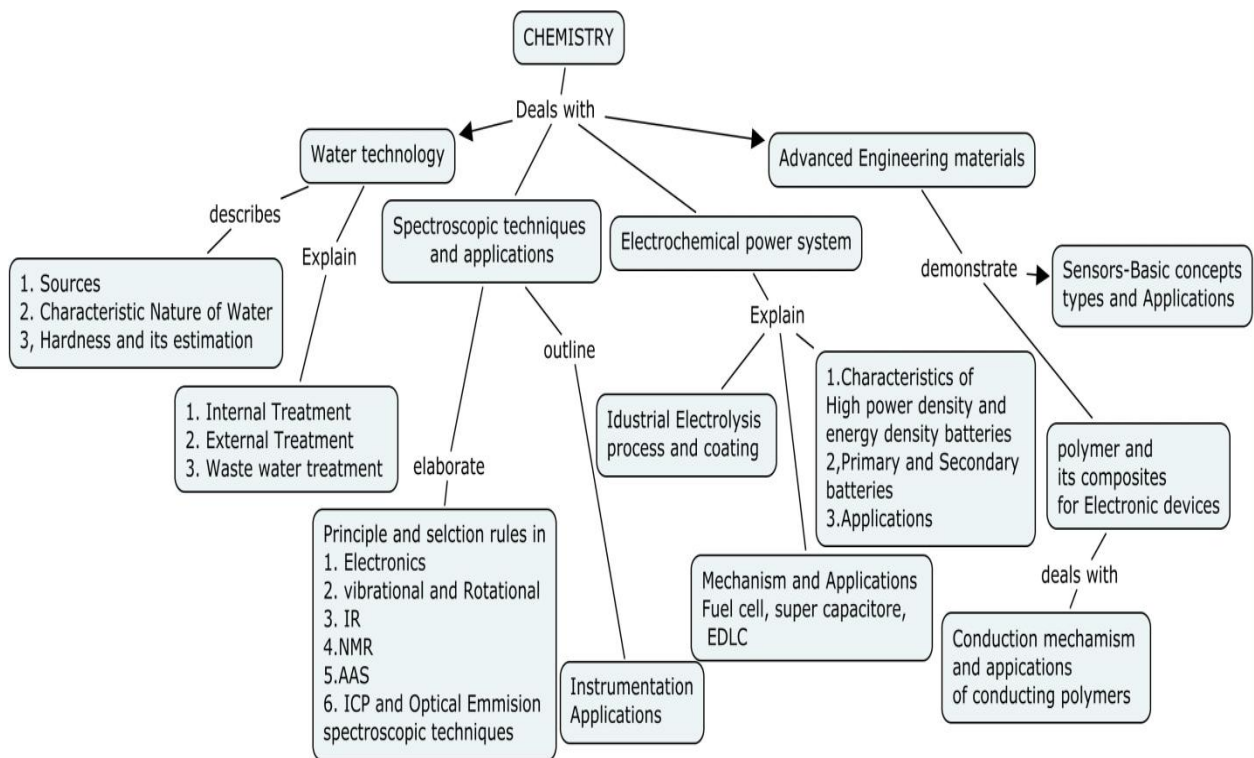 CHEMISTRY
Deals with
Water technology
Advanced Engineering materials
describes
Explain
Spectroscopic techniques
and applications
Electrochemical power system
demonstrate
Sensors-Basic concepts
types and Applications
1. Sources
2. Characteristic Nature of Water
3, Hardness and its estimation
outline
Explain
1. Internal Treatment
2. External Treatment
3. Waste water treatment
elaborate
Idustrial Electrolysis
process and coating
1.Characteristics of
High power density and
energy density batteries
2,Primary and Secondary
batteries
3.Applications
polymer and
its composites
for Electronic devices
Principle and selction rules in
1. Electronics
2. vibrational and Rotational
3. IR
4.NMR
5.AAS
6. ICP and Optical Emmision
spectroscopic techniques
Instrumentation
Applications
Mechanism and Applications
Fuel cell, super capacitore,
EDLC
deals with
Conduction mechanism
and appications
of conducting polymers